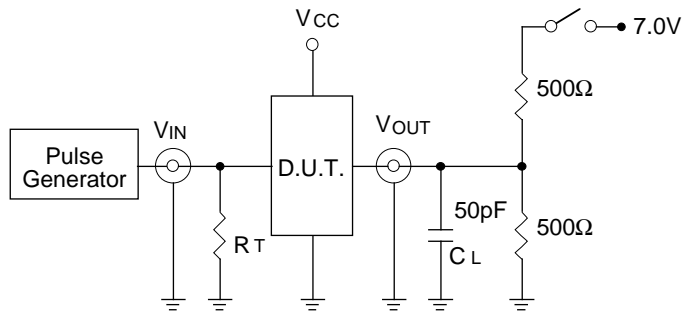 VCC
7.0V
500Ω
VIN
VOUT
Pulse
Generator
D.U.T.
50pF
500Ω
RT
CL